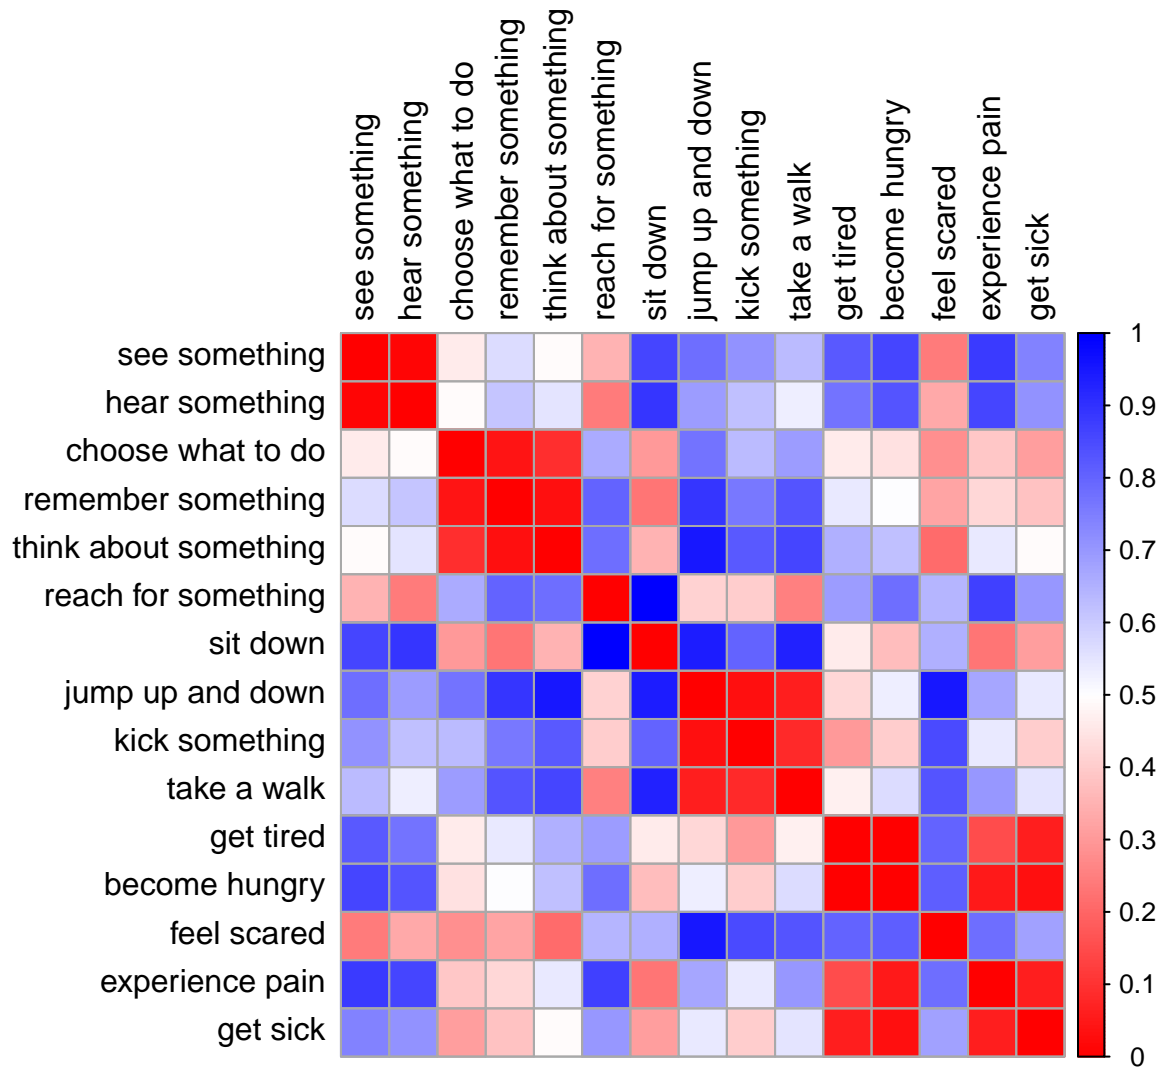 see something
hear something
choose what to do
remember something
think about something
reach for something
sit down
jump up and down
kick something
take a walk
get tired
become hungry
feel scared
experience pain
get sick
see something
hear something
choose what to do
remember something
think about something
reach for something
sit down
jump up and down
kick something
take a walk
get tired
become hungry
feel scared
experience pain
get sick
1
0.9
0.8
0.7
0.6
0.5
0.4
0.3
0.2
0.1
0